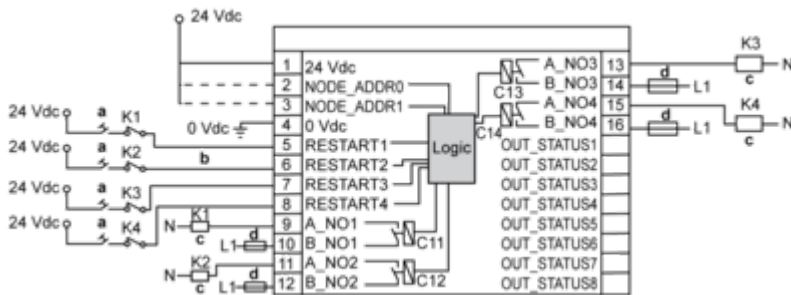 24 Vdc
1 24 Vdc
2 NODE_ADDR0
3 NODE_ADDR1
0 Vdc 4 0 Vdc
24 Vdc a K1 5 RESTART1
24 Vdc a K2 b 6 RESTART2
24 Vdc a K3 7 RESTART3
24 Vdc a K4 8 RESTART4
N K1 c 9 A_NO1
L1 d 10 B_NO1 C11
N K2 c 11 A_NO2
L1 d 12 B_NO2 C12
Logic
C13 A_NO3 13 K3 c N
B_NO3 14 d L1
C14 A_NO4 15 K4 c N
B_NO4 16 d L1
OUT_STATUS1
OUT_STATUS2
OUT_STATUS3
OUT_STATUS4
OUT_STATUS5
OUT_STATUS6
OUT_STATUS7
OUT_STATUS8